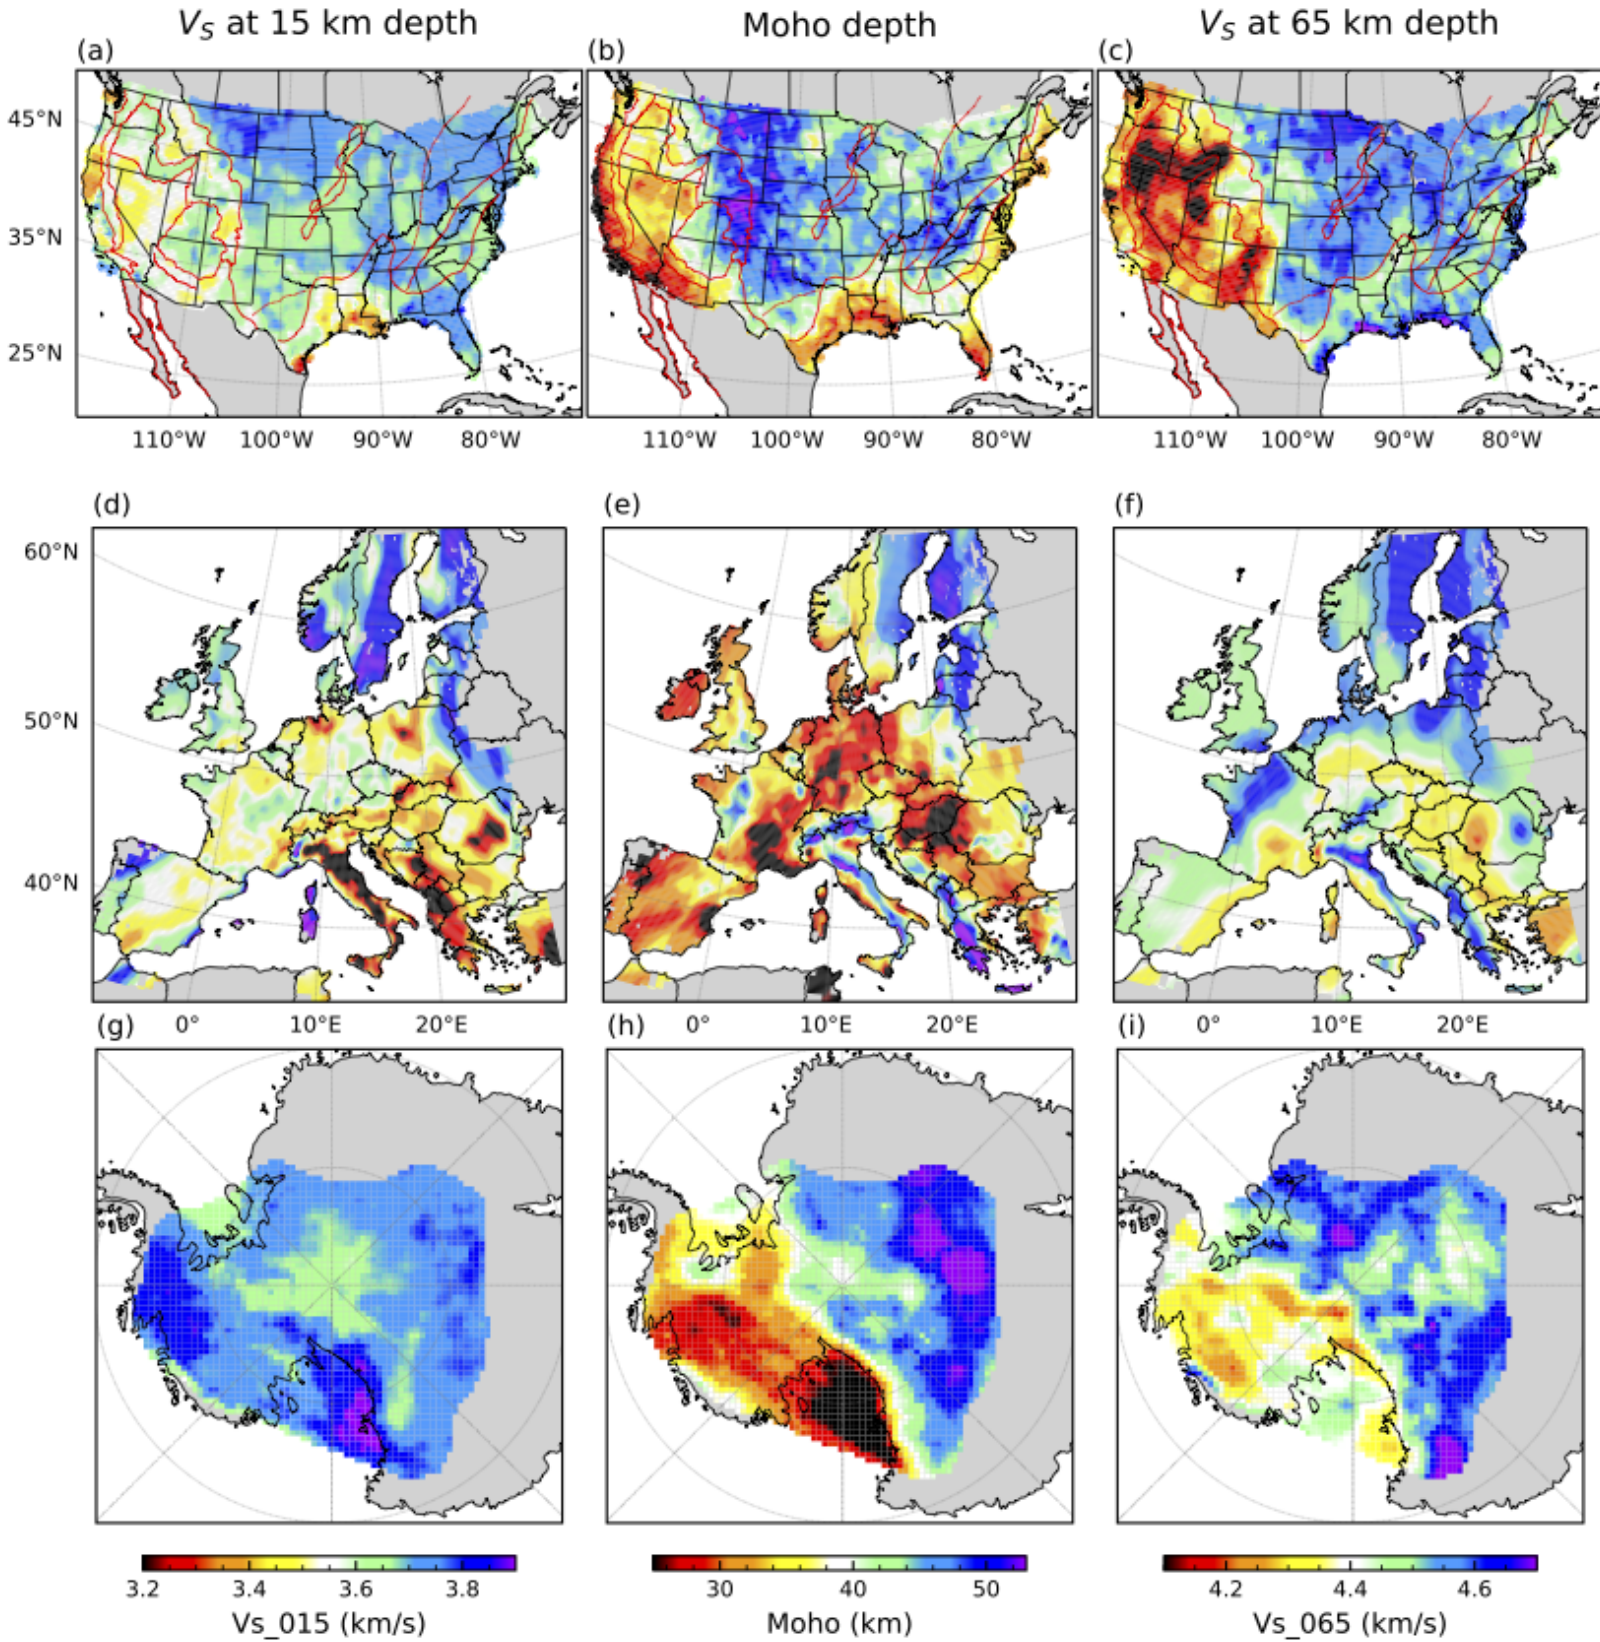 V_S at 15 km depth Moho depth V_S at 65 km depth
(a) (b) (c)
45°N
35°N
25°N
110°W 100°W 90°W 80°W 110°W 100°W 90°W 80°W 110°W 100°W 90°W 80°W
(d) (e) (f)
60°N
50°N
40°N
0° 10°E 20°E 0° 10°E 20°E 0° 10°E 20°E
(g) (h) (i)
3.2 3.4 3.6 3.8 30 40 50 4.2 4.4 4.6
Vs_015 (km/s) Moho (km) Vs_065 (km/s)